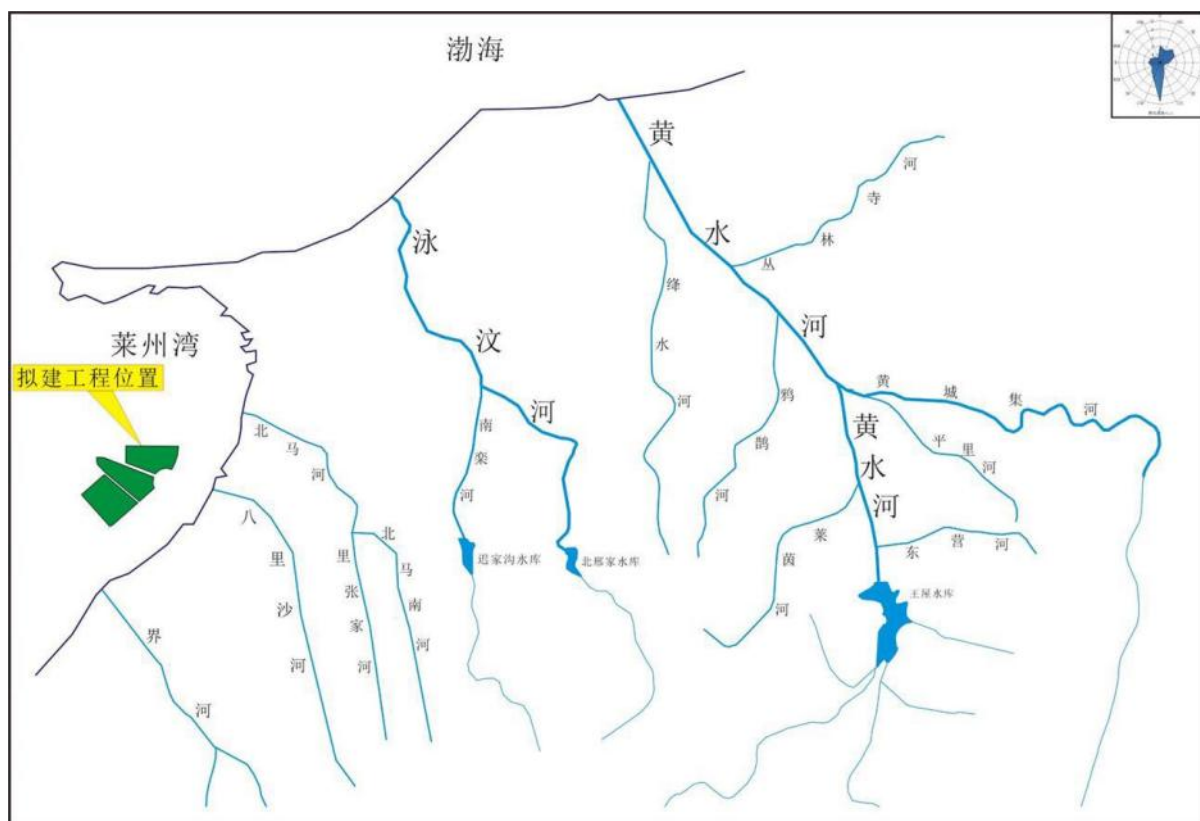 渤海
莱州湾
拟建工程位置
泳汶河
黄水河
丛林寺河
绛水河
鸦鹊河
黄城集河
平里河
黄水河
莱茵河
东营河
王屋水库
南栾河
迟家沟水库
北邢家水库
北马河
北马南河
里张家河
八里沙河
界河